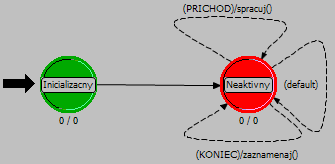 (PRICHOD)/spracuj()
Inicializacny
Neaktivny
(default)
0 / 0
0 / 0
(KONIEC)/zaznamenaj()